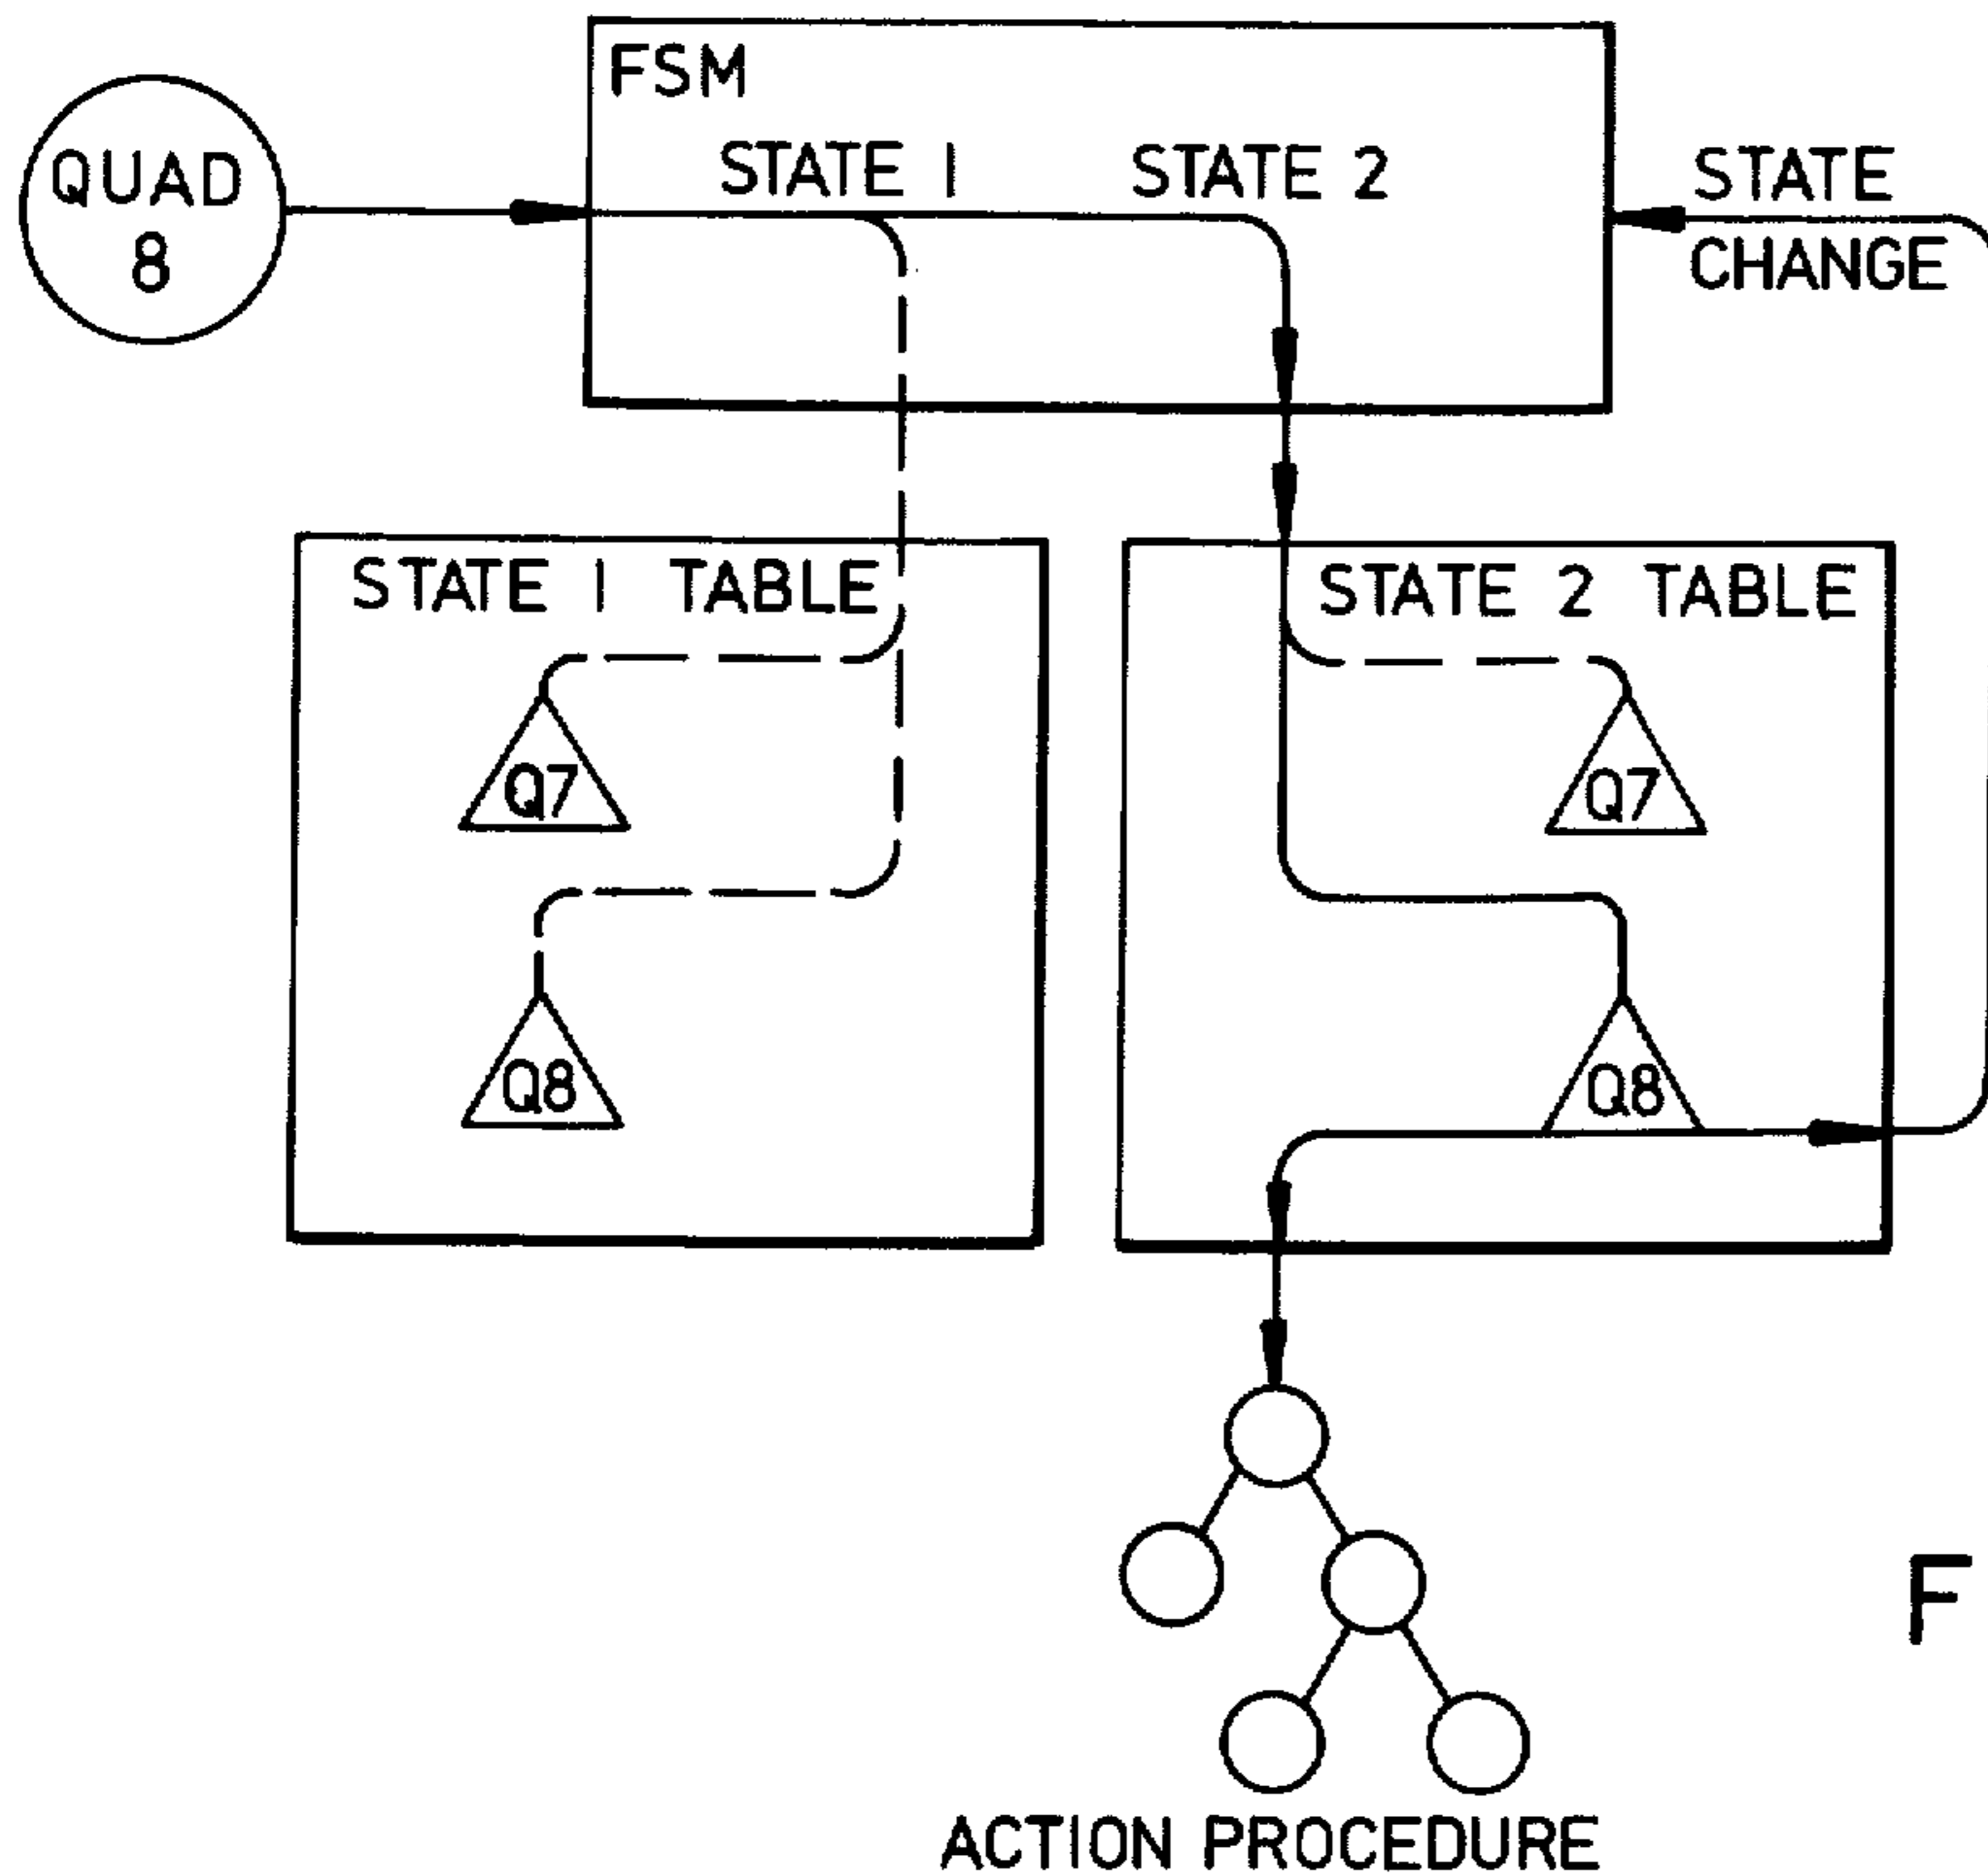 FSM
QUAD
8
STATE 1
STATE 2
STATE
CHANGE
STATE 1 TABLE
Q7
Q8
STATE 2 TABLE
Q7
Q8
F
ACTION PROCEDURE